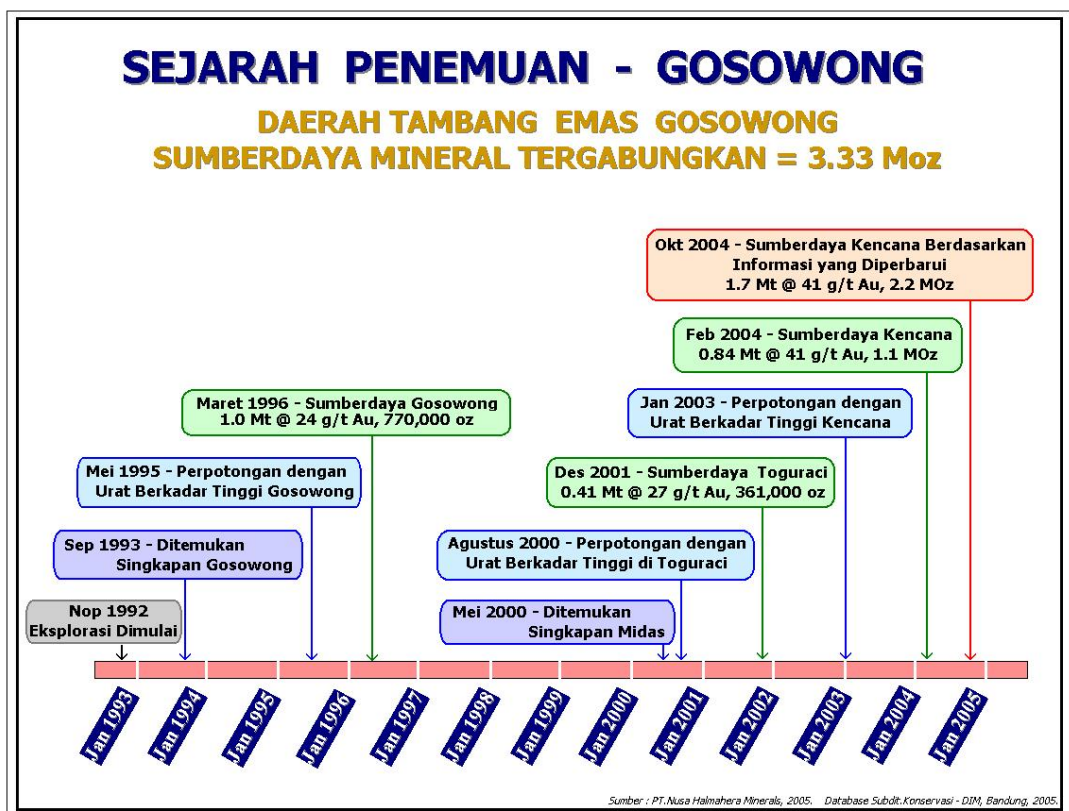 SEJARAH PENEMUAN - GOSOWONG
DAERAH TAMBANG EMAS GOSOWONG
SUMBERDAYA MINERAL TERGABUNGKAN = 3.33 Moz
Okt 2004 - Sumberdaya Kencana Berdasarkan
Informasi yang Diperbarui
1.7 Mt @ 41 g/t Au, 2.2 MOz
Feb 2004 - Sumberdaya Kencana
0.84 Mt @ 41 g/t Au, 1.1 MOz
Maret 1996 - Sumberdaya Gosowong
1.0 Mt @ 24 g/t Au, 770,000 oz
Jan 2003 - Perpotongan dengan
Urat Berkadar Tinggi Kencana
Mei 1995 - Perpotongan dengan
Urat Berkadar Tinggi Gosowong
Des 2001 - Sumberdaya Toguraci
0.41 Mt @ 27 g/t Au, 361,000 oz
Sep 1993 - Ditemukan
Singkapan Gosowong
Agustus 2000 - Perpotongan dengan
Urat Berkadar Tinggi di Toguraci
Nop 1992
Eksplorasi Dimulai
Mei 2000 - Ditemukan
Singkapan Midas
Jan 1993
Jan 1994
Jan 1995
Jan 1996
Jan 1997
Jan 1998
Jan 1999
Jan 2000
Jan 2001
Jan 2002
Jan 2003
Jan 2004
Jan 2005
Sumber : PT.Nusa Halmahera Minerals, 2005. Database Subdit.Konservasi - DIM, Bandung, 2005.